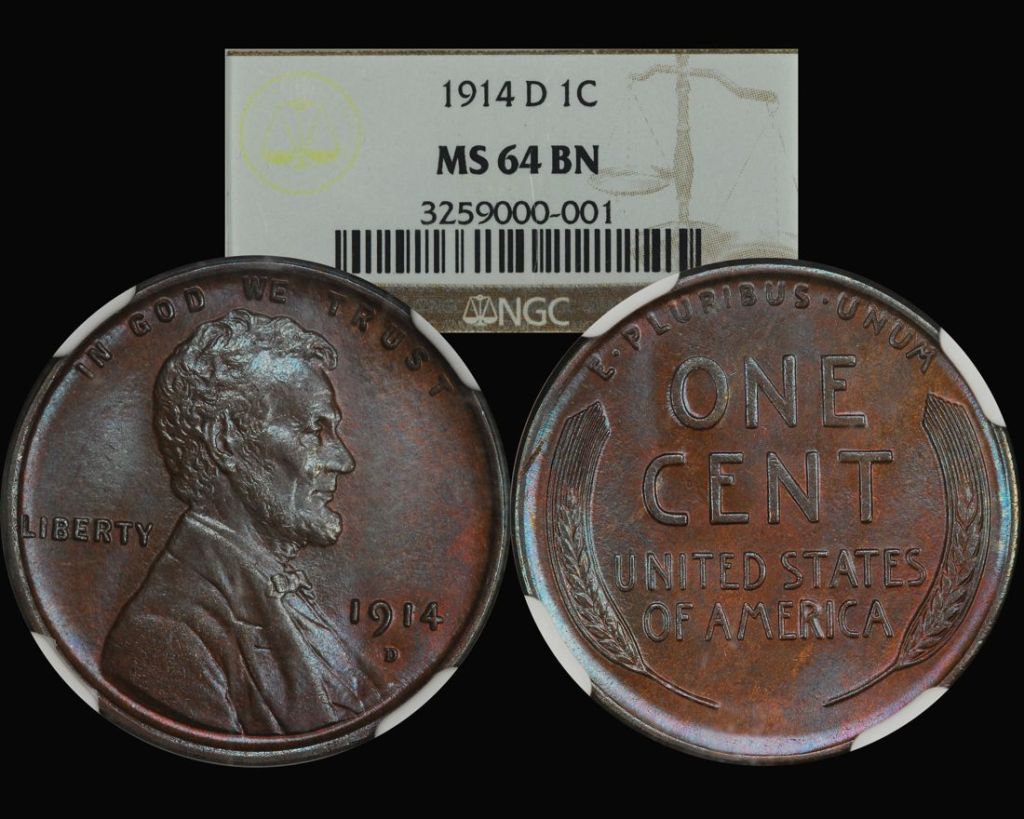 1914 D 1C
MS 64 BN
3259000-001
NGC
IN GOD WE TRUST
LIBERTY
1914
D
E · PLURIBUS · UNUM
ONE
CENT
UNITED STATES
OF AMERICA